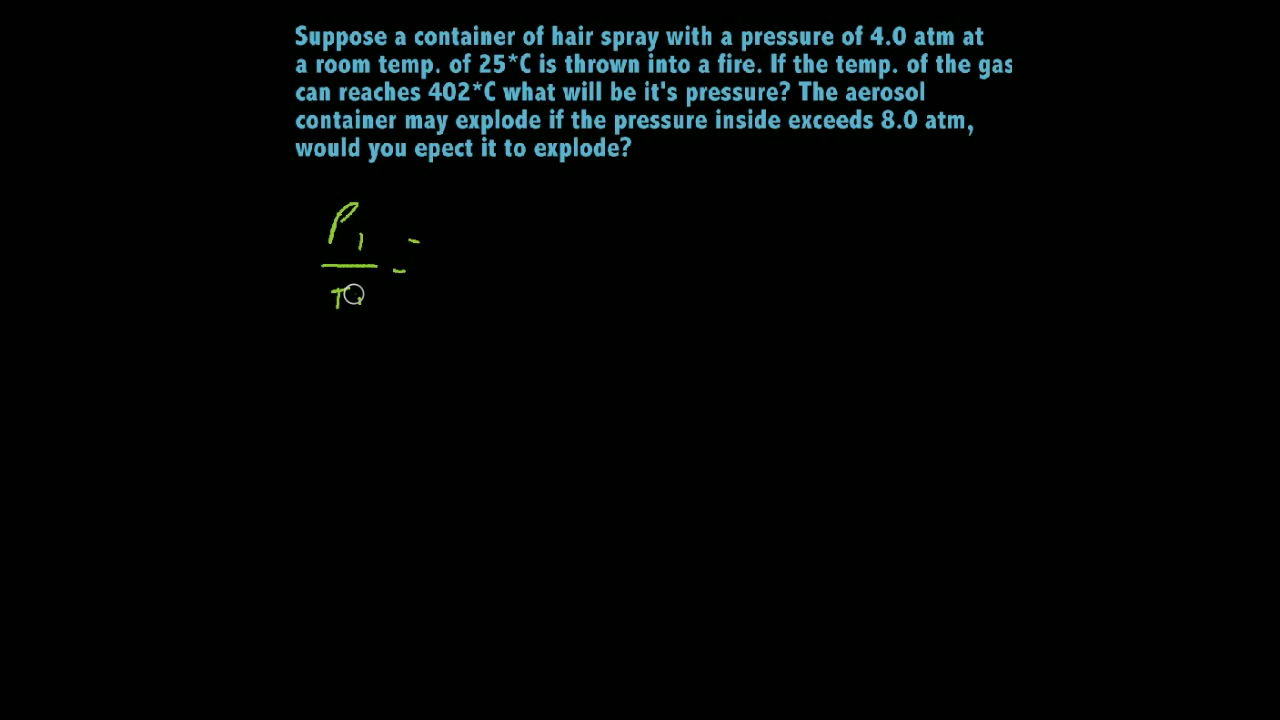 Suppose a container of hair spray with a pressure of 4.0 atm at
a room temp. of 25*C is thrown into a fire. If the temp. of the gas
can reaches 402*C what will be it's pressure? The aerosol
container may explode if the pressure inside exceeds 8.0 atm,
would you epect it to explode?
P₁ =
T₁